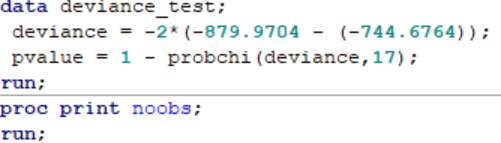 data deviance_test;
deviance = -2*(-879.9704 - (-744.6764));
pvalue = 1 - probchi(deviance,17);
run;
proc print noobs;
run;